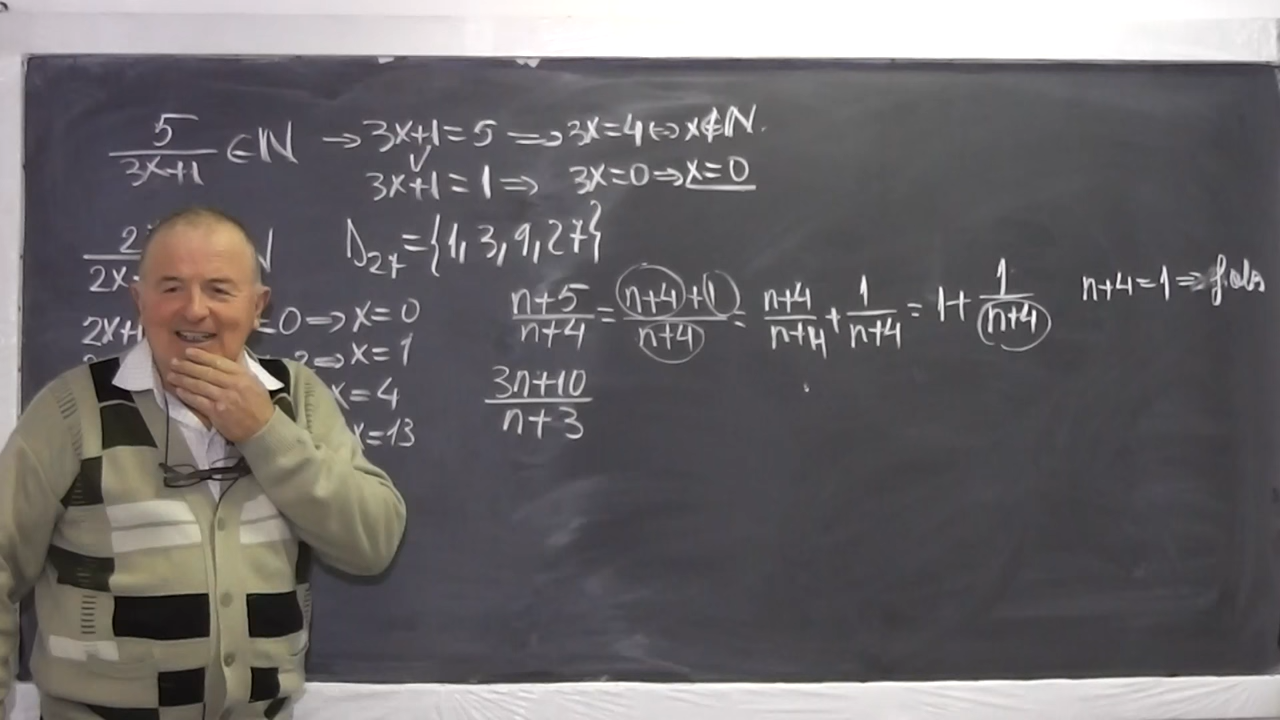 5/(3x+1) ∈ N → 3x+1 = 5 ⇒ 3x = 4 ⇔ x ∉ N.
3x+1 = 1 ⇒ 3x = 0 ⇒ x = 0
D₂₇ = {1, 3, 9, 27}
(n+5)/(n+4) = ((n+4)+1)/(n+4) = (n+4)/(n+4) + 1/(n+4) = 1 + 1/(n+4)
n+4 = 1 ⇒ fals
=0 ⇒ x = 0
⇒ x = 1
x = 4
x = 13
(3n+10)/(n+3)